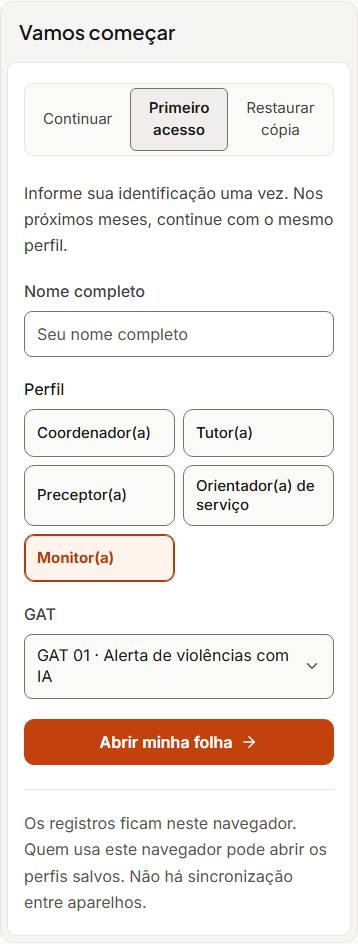 Vamos começar
Continuar
Primeiro
acesso
Restaurar
cópia
Informe sua identificação uma vez. Nos
próximos meses, continue com o mesmo
perfil.
Nome completo
Seu nome completo
Perfil
Coordenador(a)
Tutor(a)
Preceptor(a)
Orientador(a) de
serviço
Monitor(a)
GAT
GAT 01 · Alerta de violências com
IA
Abrir minha folha →
Os registros ficam neste navegador.
Quem usa este navegador pode abrir os
perfis salvos. Não há sincronização
entre aparelhos.